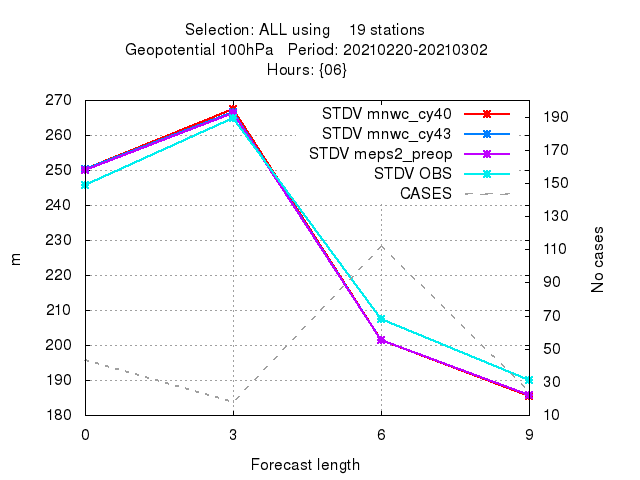 Selection: ALL using    19 stations
Geopotential 100hPa   Period: 20210220-20210302
Hours: {06}
270
260
250
240
230
220
210
200
190
180
m
STDV mnwc_cy40
STDV mnwc_cy43
STDV meps2_preop
STDV OBS
CASES
190
170
150
130
110
90
70
50
30
10
No cases
0 3 6 9
Forecast length